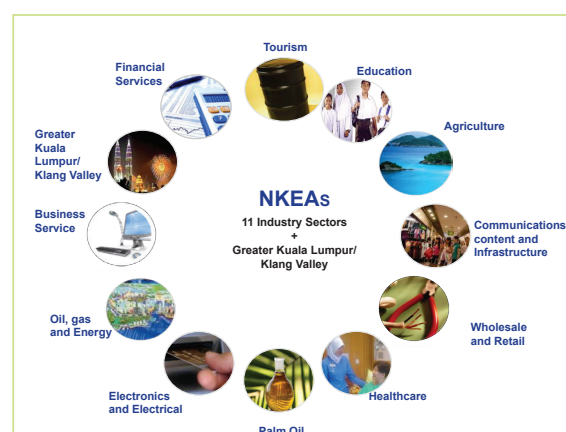 Tourism
Financial
Services
Education
Greater
Kuala
Lumpur/
Klang Valley
Agriculture
NKEAs
11 Industry Sectors
+
Greater Kuala Lumpur/
Klang Valley
Business
Service
Communications
content and
Infrastructure
Oil, gas
and Energy
Wholesale
and Retail
Electronics
and Electrical
Healthcare
Palm Oil